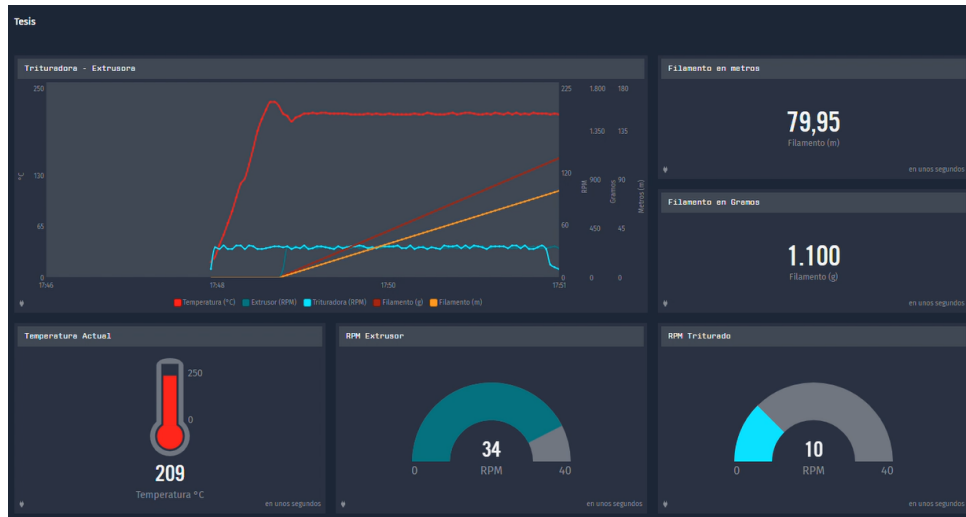 Tesis
Trituradora - Extrusora
250
225 1.800 180
1.350 135
°C 130
120
RPM 900 Gramos 90 Metros (m)
65
60 450 45
0
0 0 0
17:46 17:48 17:50 17:51
Temperatura (°C) Extrusor (RPM) Trituradora (RPM) Filamento (g) Filamento (m)
Filamento en metros
79,95
Filamento (m)
en unos segundos
Filamento en Gramos
1.100
Filamento (g)
en unos segundos
Temperatura Actual
250
0
209
Temperatura °C
en unos segundos
RPM Extrusor
34
0 RPM 40
en unos segundos
RPM Triturado
10
0 RPM 40
en unos segundos